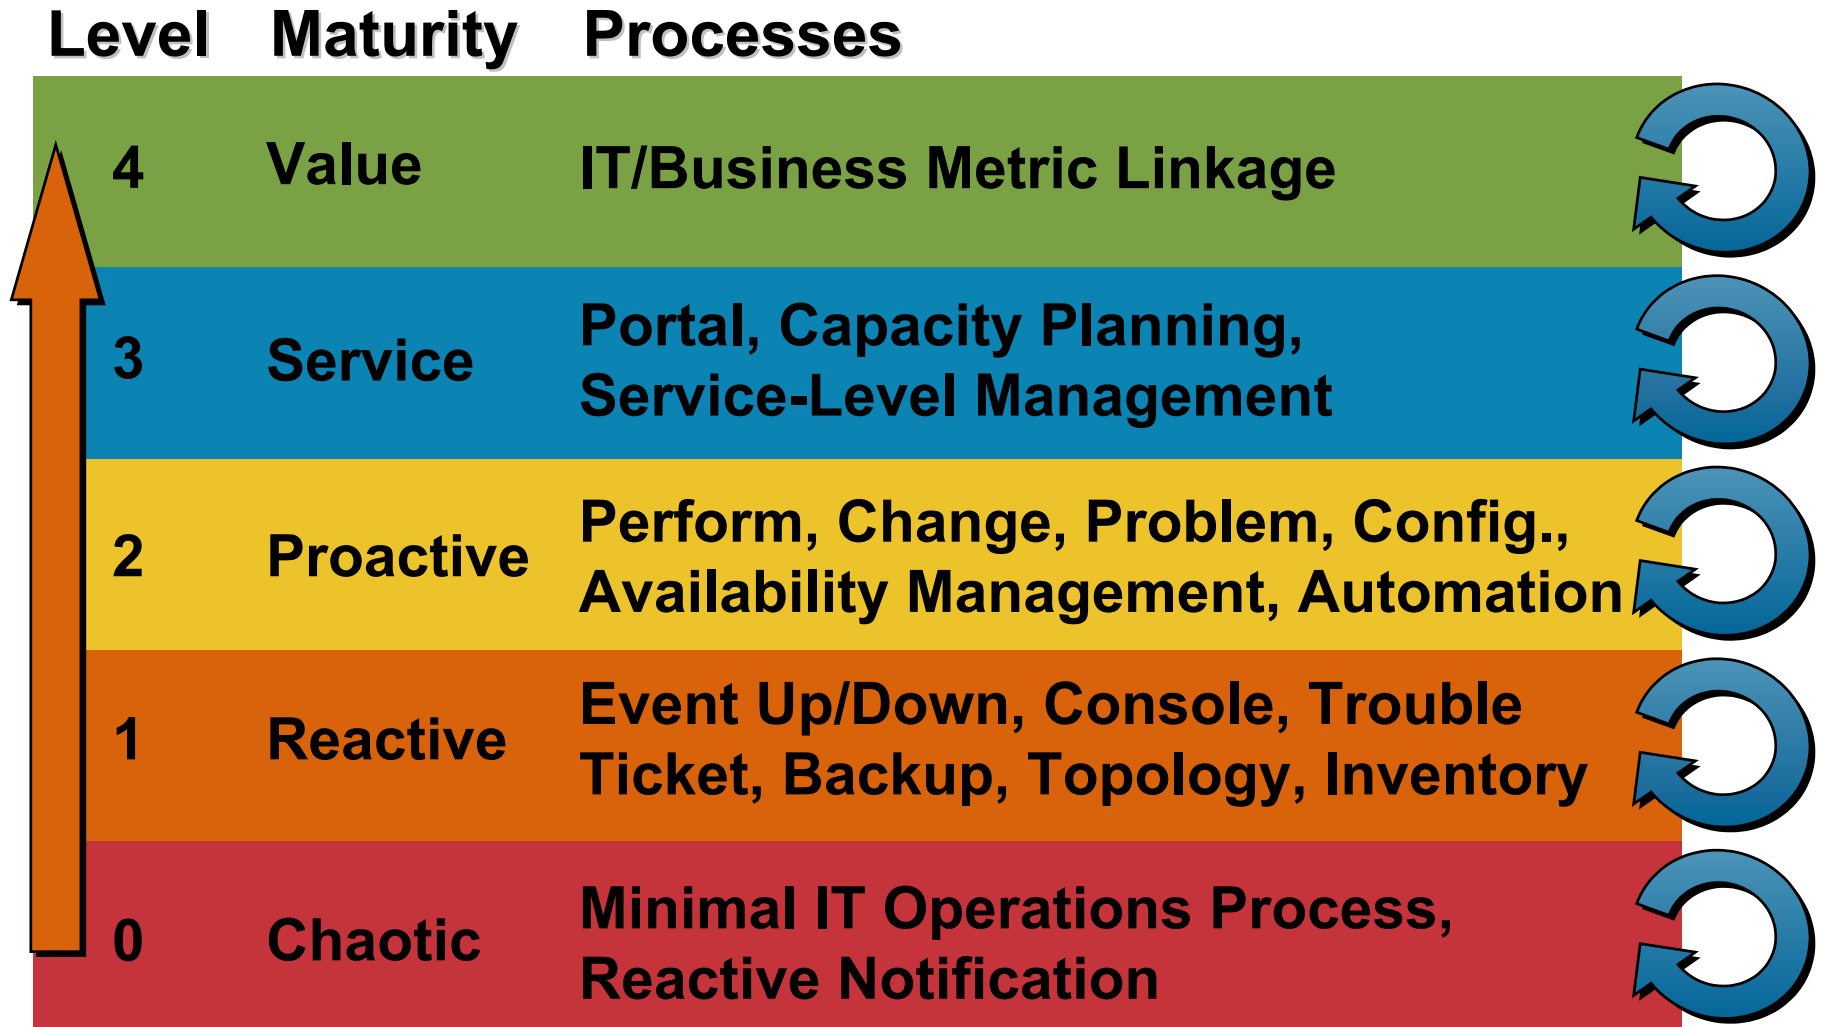 Level Maturity Processes
4 Value IT/Business Metric Linkage
3 Service Portal, Capacity Planning,
Service-Level Management
2 Proactive Perform, Change, Problem, Config.,
Availability Management, Automation
1 Reactive Event Up/Down, Console, Trouble
Ticket, Backup, Topology, Inventory
0 Chaotic Minimal IT Operations Process,
Reactive Notification